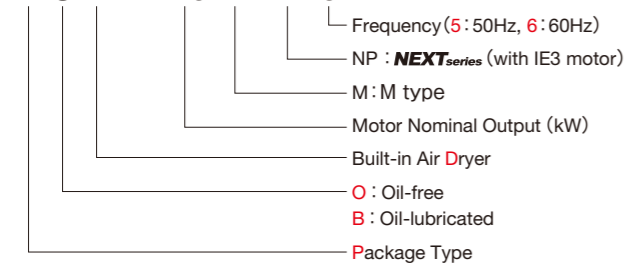 Frequency(5:50Hz, 6:60Hz)
NP:NEXTseries(with IE3 motor)
M:M type
Motor Nominal Output (kW)
Built-in Air Dryer
O:Oil-free
B:Oil-lubricated
Package Type